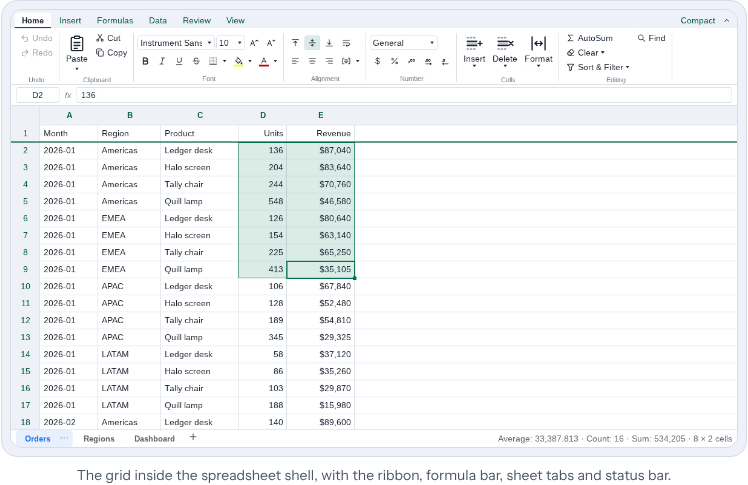 Home Insert Formulas Data Review View Compact
Undo Redo Undo
Paste Cut Copy Clipboard
Instrument Sans 10 A A
B I U S A Font
Alignment
General
$ % .00 .0 Number
Insert Delete Format Cells
AutoSum Find
Clear
Sort & Filter
Editing
D2 fx 136
A B C D E
1 Month Region Product Units Revenue
2 2026-01 Americas Ledger desk 136 $87,040
3 2026-01 Americas Halo screen 204 $83,640
4 2026-01 Americas Tally chair 244 $70,760
5 2026-01 Americas Quill lamp 548 $46,580
6 2026-01 EMEA Ledger desk 126 $80,640
7 2026-01 EMEA Halo screen 154 $63,140
8 2026-01 EMEA Tally chair 225 $65,250
9 2026-01 EMEA Quill lamp 413 $35,105
10 2026-01 APAC Ledger desk 106 $67,840
11 2026-01 APAC Halo screen 128 $52,480
12 2026-01 APAC Tally chair 189 $54,810
13 2026-01 APAC Quill lamp 345 $29,325
14 2026-01 LATAM Ledger desk 58 $37,120
15 2026-01 LATAM Halo screen 86 $35,260
16 2026-01 LATAM Tally chair 103 $29,870
17 2026-01 LATAM Quill lamp 188 $15,980
18 2026-02 Americas Ledger desk 140 $89,600
Orders ··· Regions Dashboard + Average: 33,387.813 · Count: 16 · Sum: 534,205 · 8 × 2 cells
The grid inside the spreadsheet shell, with the ribbon, formula bar, sheet tabs and status bar.